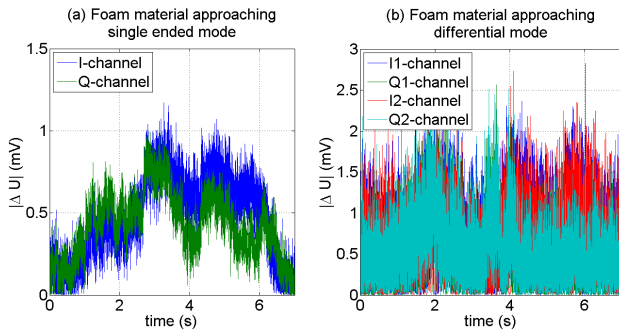 (a) Foam material approaching
single ended mode
1.5
1
0.5
0
|Δ U| (mV)
I-channel
Q-channel
0
2
4
6
time (s)
(b) Foam material approaching
differential mode
3
2.5
2
1.5
1
0.5
0
|Δ U| (mV)
I1-channel
Q1-channel
I2-channel
Q2-channel
0
2
4
6
time (s)